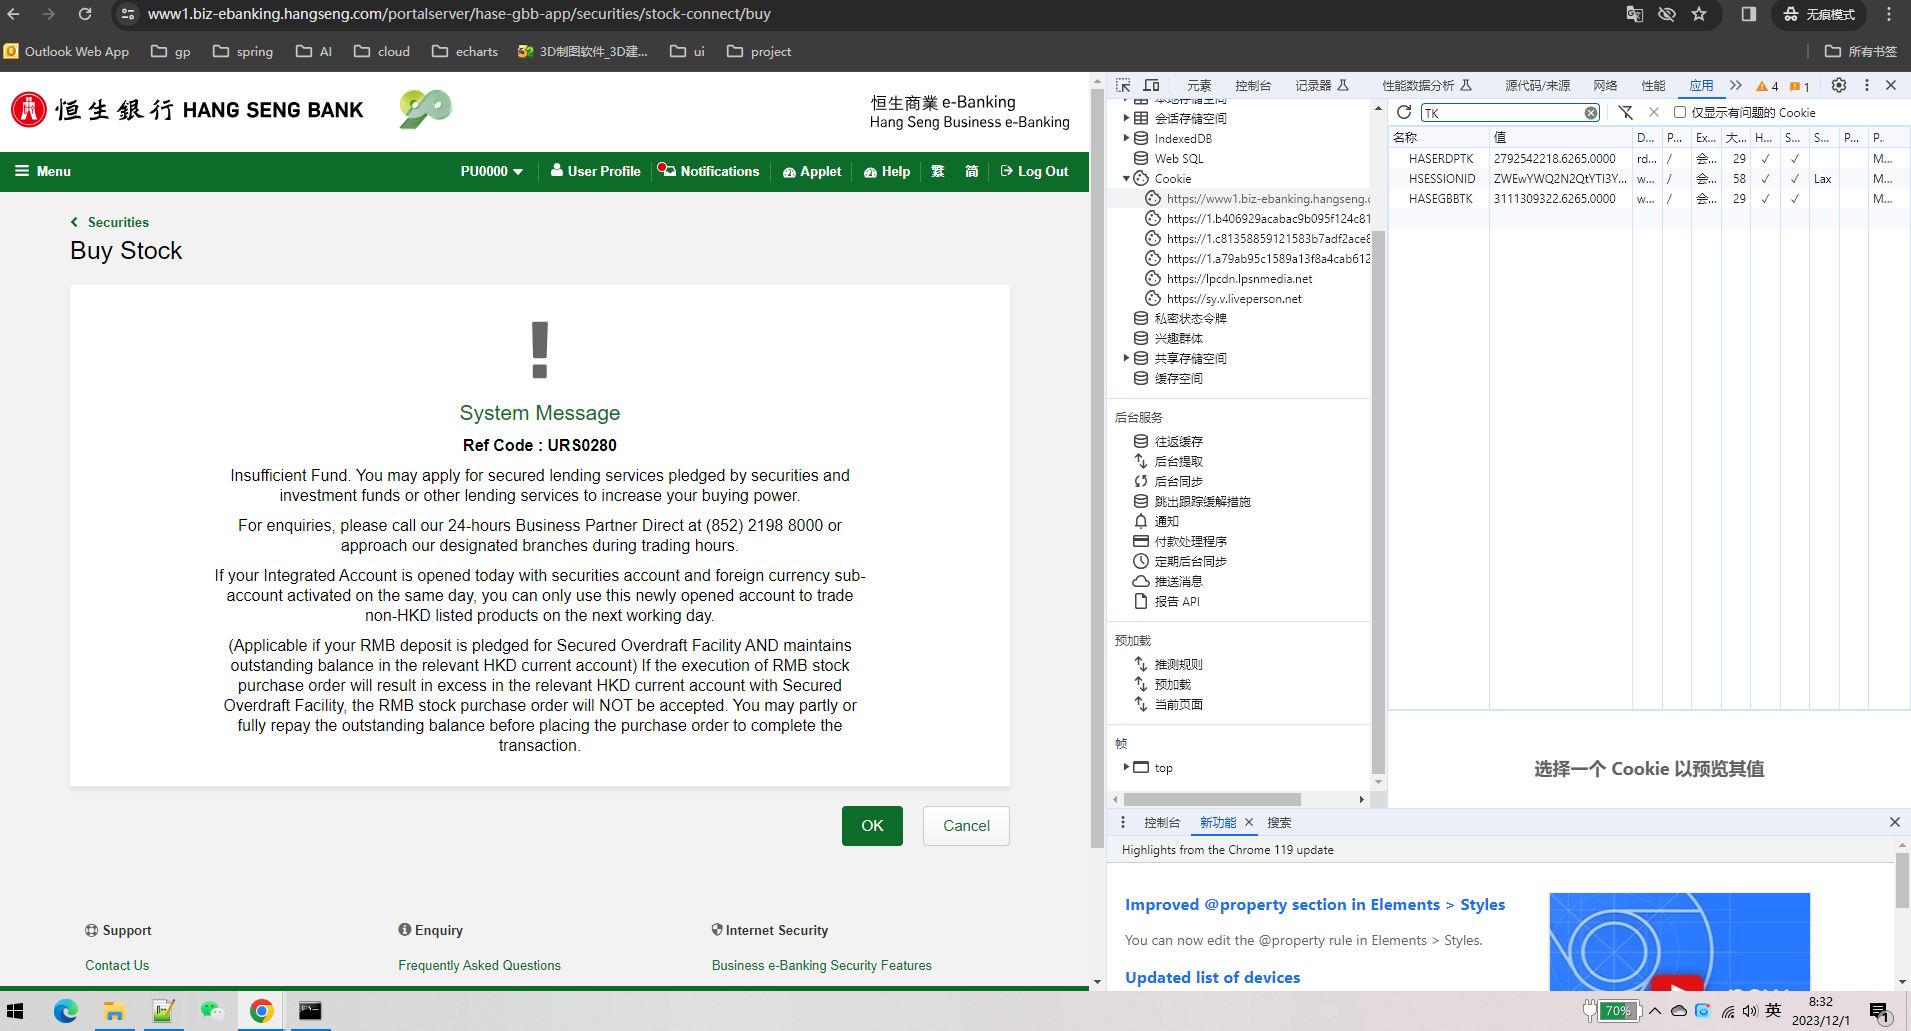 www1.biz-ebanking.hangseng.com/portalserver/hase-gbb-app/securities/stock-connect/buy
无痕模式
Outlook Web App
gp
spring
AI
cloud
echarts
3D制图软件_3D建...
ui
project
所有书签
恒生銀行 HANG SENG BANK
90
恒生商業 e-Banking
Hang Seng Business e-Banking
Menu
PU0000
User Profile
Notifications
Applet
Help
繁
简
Log Out
Securities
Buy Stock
!
System Message
Ref Code : URS0280
Insufficient Fund. You may apply for secured lending services pledged by securities and
investment funds or other lending services to increase your buying power.
For enquiries, please call our 24-hours Business Partner Direct at (852) 2198 8000 or
approach our designated branches during trading hours.
If your Integrated Account is opened today with securities account and foreign currency sub-
account activated on the same day, you can only use this newly opened account to trade
non-HKD listed products on the next working day.
(Applicable if your RMB deposit is pledged for Secured Overdraft Facility AND maintains
outstanding balance in the relevant HKD current account) If the execution of RMB stock
purchase order will result in excess in the relevant HKD current account with Secured
Overdraft Facility, the RMB stock purchase order will NOT be accepted. You may partly or
fully repay the outstanding balance before placing the purchase order to complete the
transaction.
OK
Cancel
Support
Enquiry
Internet Security
Contact Us
Frequently Asked Questions
Business e-Banking Security Features
元素
控制台
记录器
性能数据分析
源代码/来源
网络
性能
应用
4
1
本地存储空间
会话存储空间
IndexedDB
Web SQL
Cookie
https://www1.biz-ebanking.hangseng.c
https://1.b406929acabac9b095f124c81
https://1.c81358859121583b7adf2ace8
https://1.a79ab95c1589a13f8a4cab612
https://lpcdn.lpsnmedia.net
https://sy.v.liveperson.net
私密状态令牌
兴趣群体
共享存储空间
缓存空间
后台服务
往返缓存
后台提取
后台同步
跳出跟踪缓解措施
通知
付款处理程序
定期后台同步
推送消息
报告 API
预加载
推测规则
预加载
当前页面
帧
top
TK
仅显示有问题的 Cookie
名称 值 D... P... Ex... 大... H... S... S... P... P.
HASERDPTK 2792542218.6265.0000 rd... / 会... 29 ✓ ✓ M...
HSESSIONID ZWEwYWQ2N2QtYTI3Y... w... / 会... 58 ✓ ✓ Lax M...
HASEGBBTK 3111309322.6265.0000 w... / 会... 29 ✓ ✓ M...
选择一个 Cookie 以预览其值
控制台
新功能
搜索
Highlights from the Chrome 119 update
Improved @property section in Elements > Styles
You can now edit the @property rule in Elements > Styles.
Updated list of devices
new
70%
英
8:32
2023/12/1
1